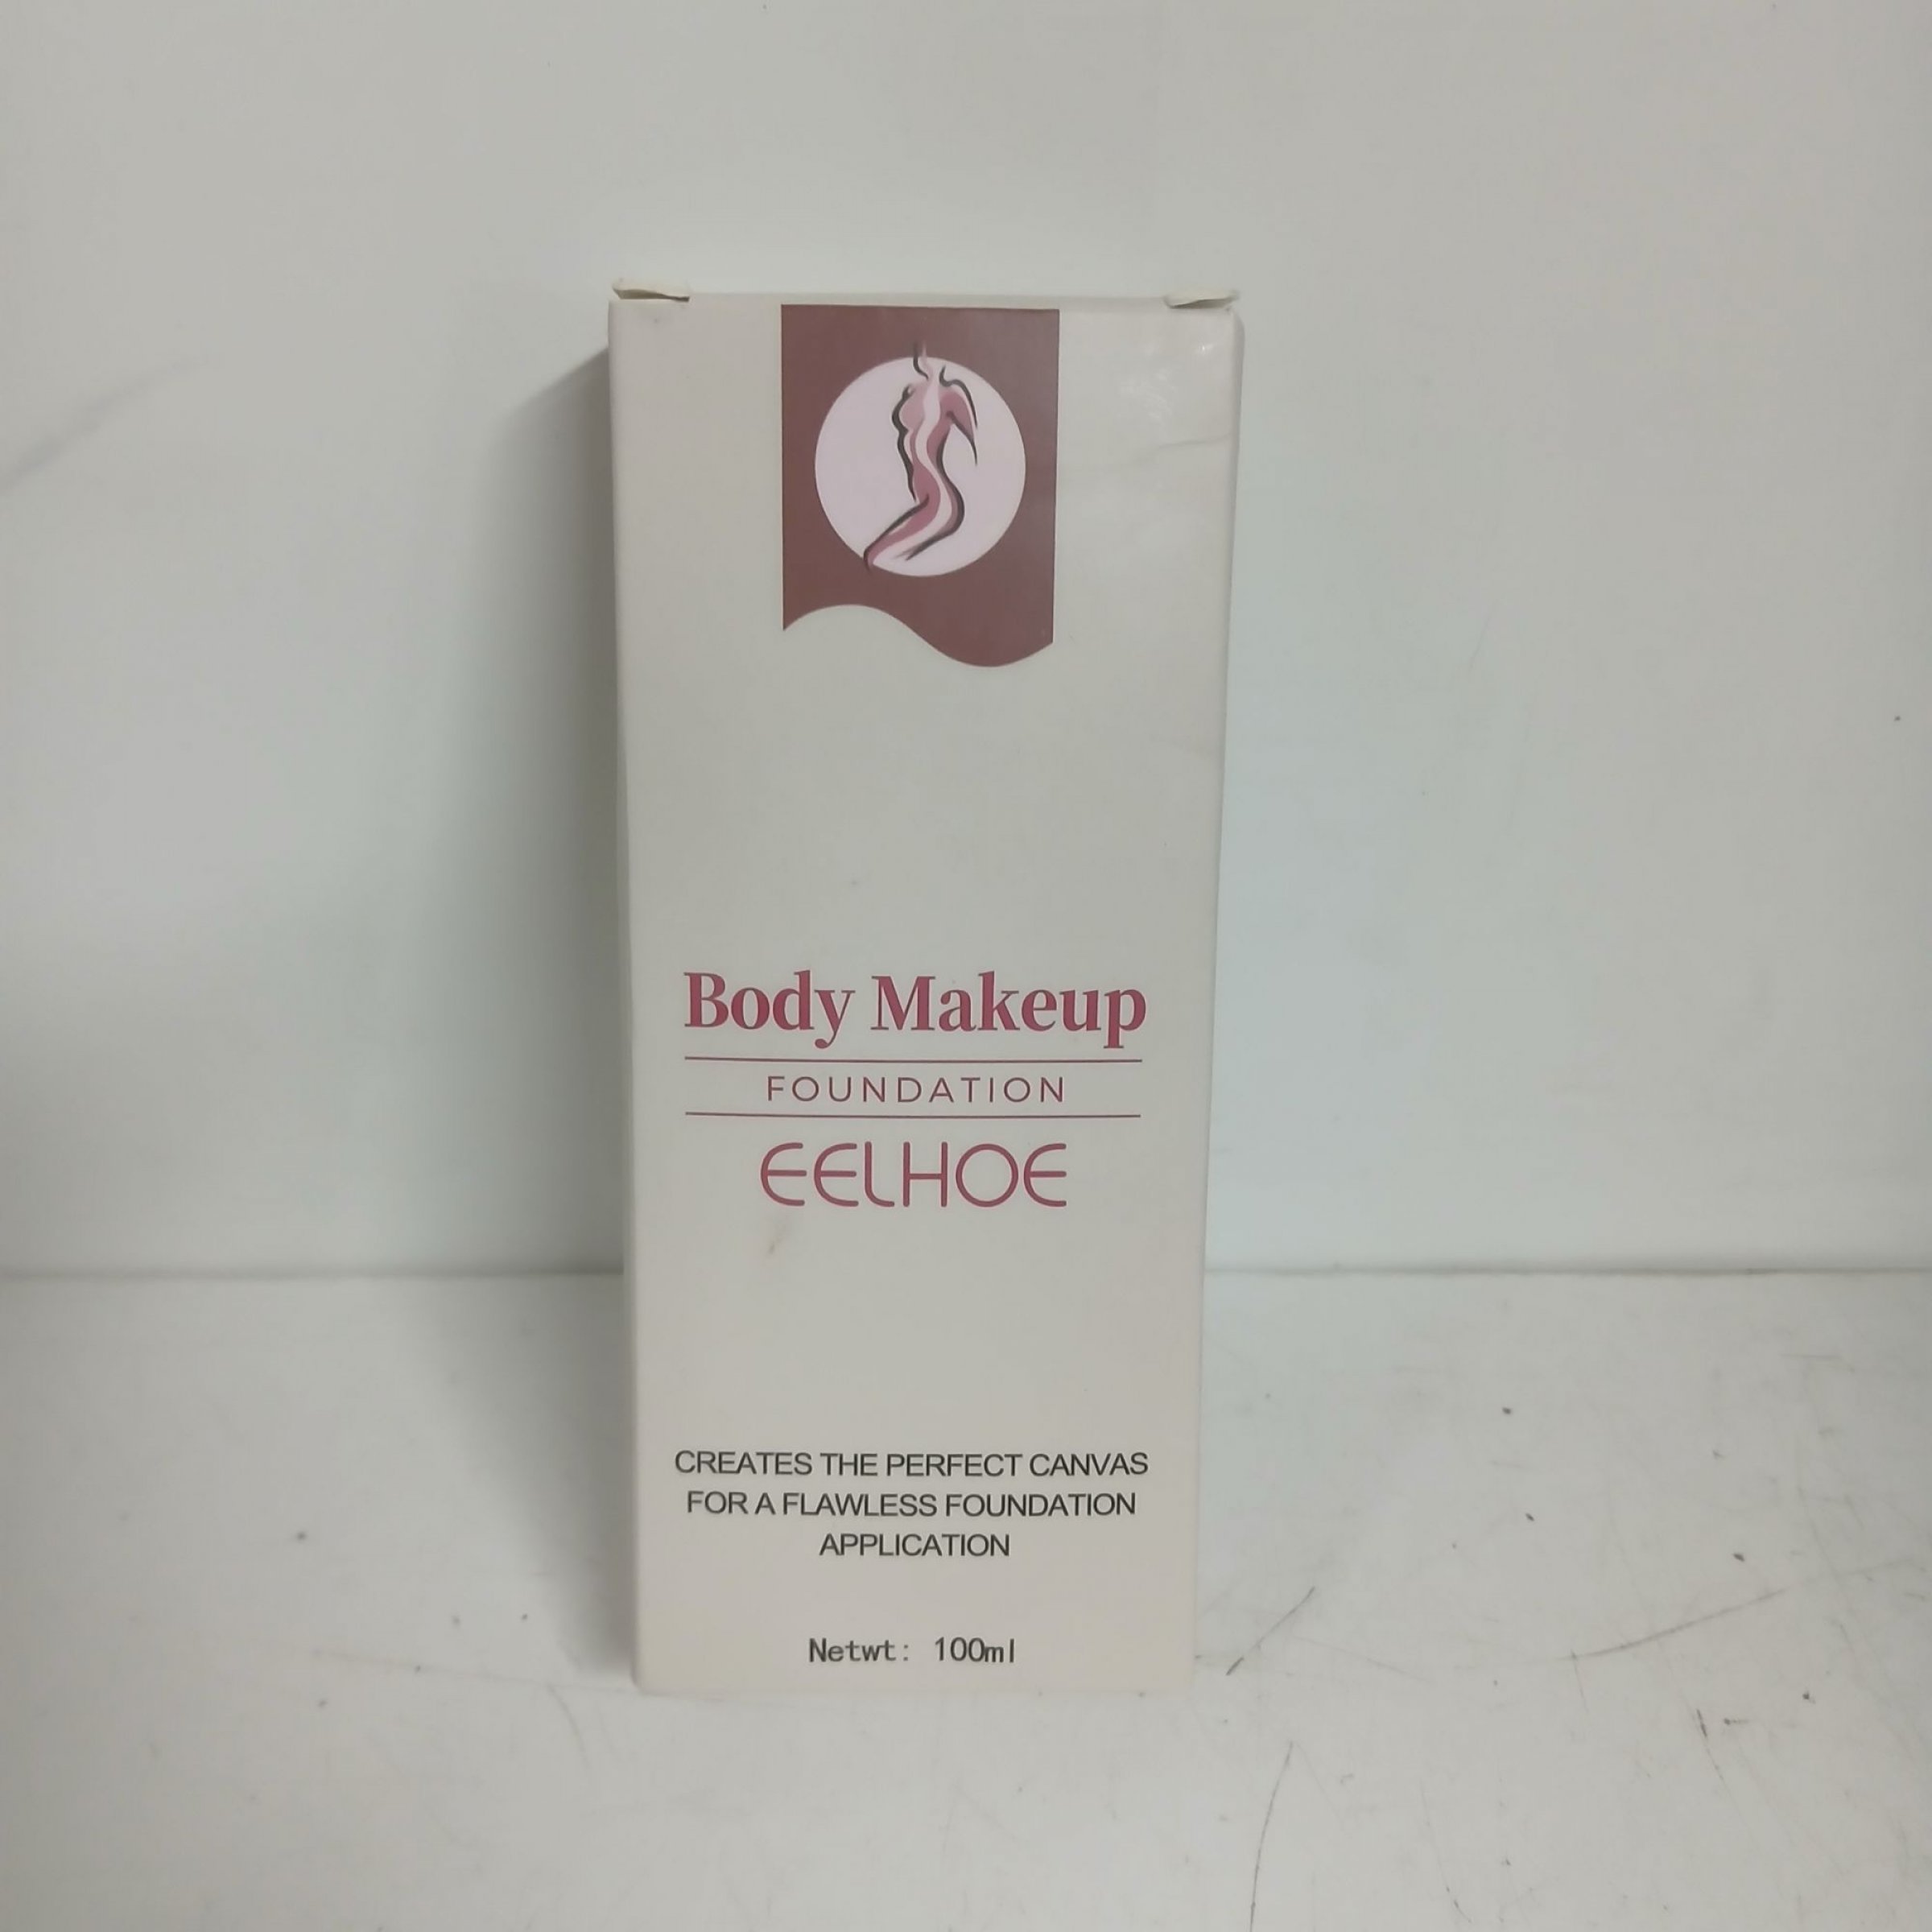 Body Makeup
FOUNDATION
EELHOE
CREATES THE PERFECT CANVAS
FOR A FLAWLESS FOUNDATION
APPLICATION
Netwt: 100ml